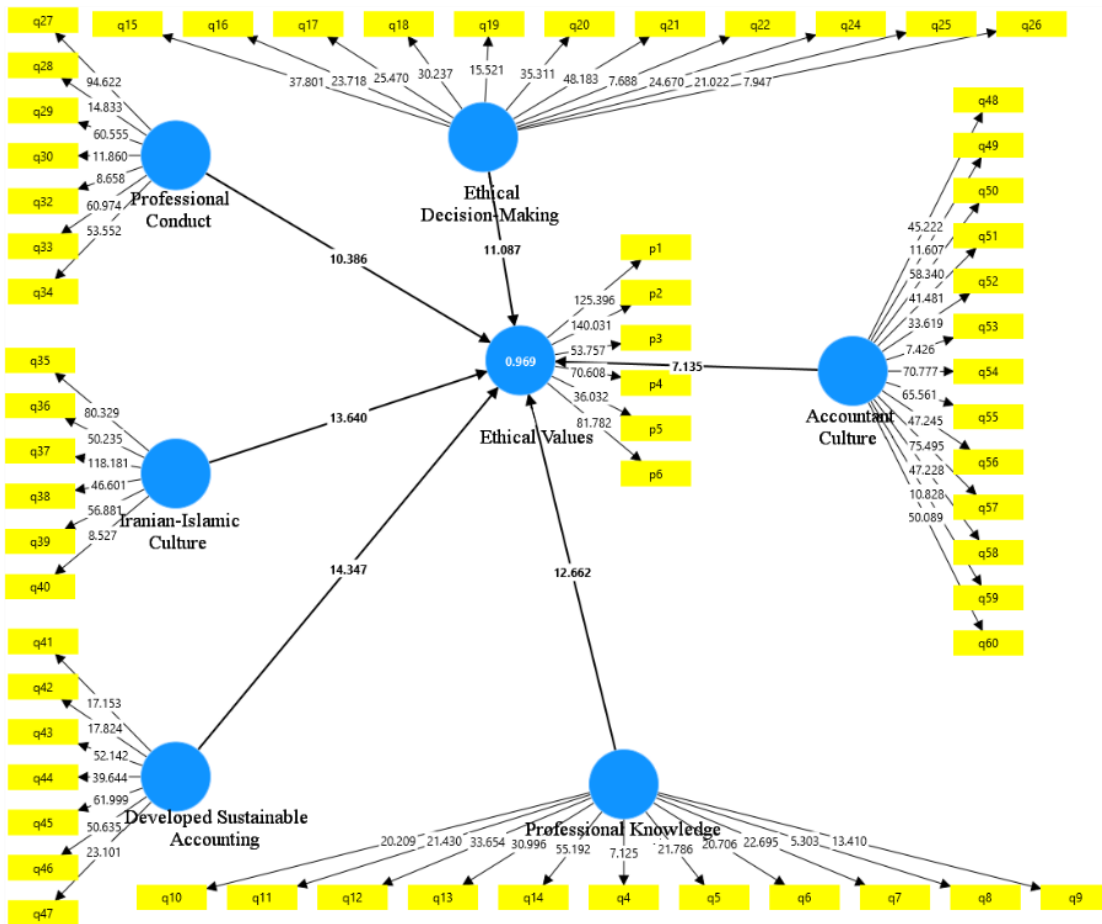 q27
q15
q16
q17
q18
q19
q20
q21
q22
q24
q25
q26
37.801
23.718
25.470
30.237
15.521
35.311
48.183
7.688
24.670
21.022
7.947
Ethical
Decision-Making
11.087
q28
q29
q30
q32
q33
q34
94.622
14.833
60.555
11.860
8.658
60.974
53.552
Professional
Conduct
10.386
q35
q36
q37
q38
q39
q40
80.329
50.235
118.181
46.601
56.881
8.527
Iranian-Islamic
Culture
13.640
0.969
Ethical Values
p1
p2
p3
p4
p5
p6
125.396
140.031
53.757
70.608
36.032
81.782
7.135
Accountant
Culture
45.222
11.607
58.340
41.481
33.619
7.426
70.777
65.561
47.245
75.495
47.228
10.828
50.089
q48
q49
q50
q51
q52
q53
q54
q55
q56
q57
q58
q59
q60
q41
q42
q43
q44
q45
q46
q47
17.153
17.824
52.142
39.644
61.999
50.635
23.101
Developed Sustainable
Accounting
14.347
12.662
Professional Knowledge
20.209
21.430
33.654
30.996
55.192
7.125
21.786
20.706
22.695
5.303
13.410
q10
q11
q12
q13
q14
q4
q5
q6
q7
q8
q9